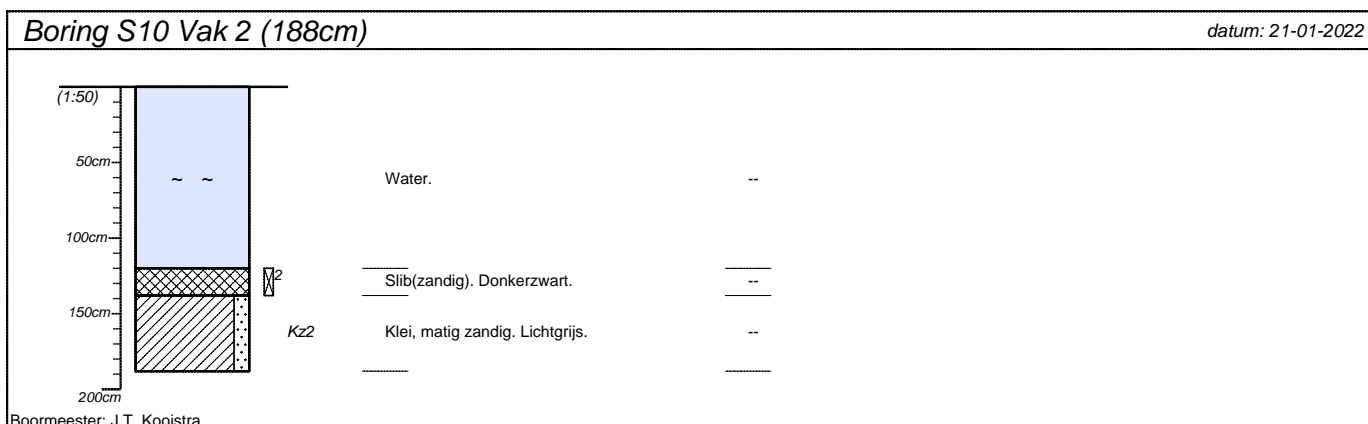 Boring S10 Vak 2 (188cm) datum: 21-01-2022
(1:50)
50cm
~ ~ Water. --
100cm
2 Slib(zandig). Donkerzwart. --
150cm
Kz2 Klei, matig zandig. Lichtgrijs. --
200cm
Boormeester: J.T. Kooistra